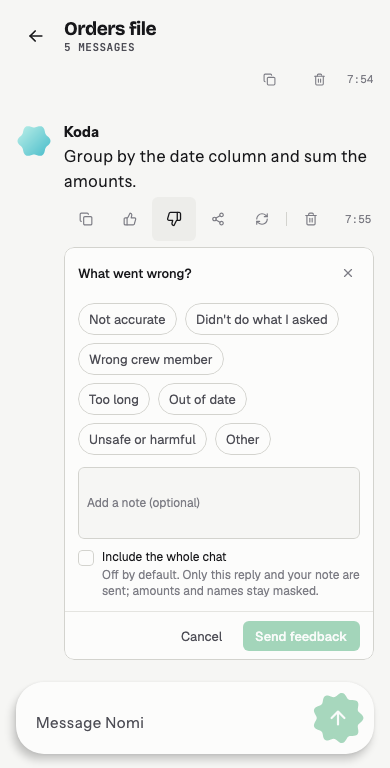 Orders file
5 MESSAGES
7:54
Koda
Group by the date column and sum the
amounts.
7:55
What went wrong?
Not accurate
Didn't do what I asked
Wrong crew member
Too long
Out of date
Unsafe or harmful
Other
Add a note (optional)
Include the whole chat
Off by default. Only this reply and your note are
sent; amounts and names stay masked.
Cancel
Send feedback
Message Nomi